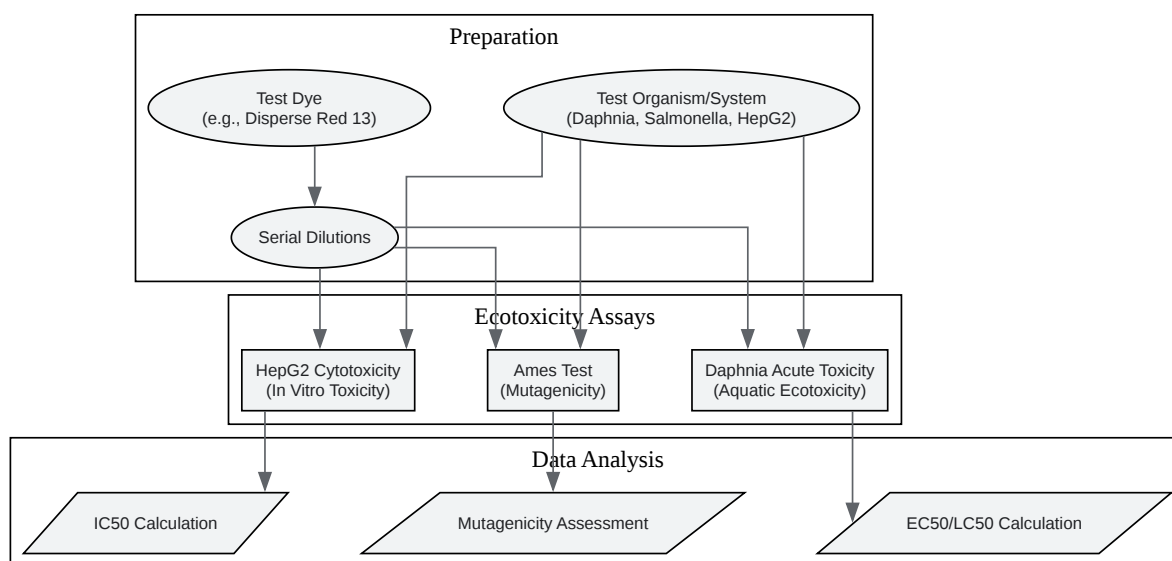 Preparation
Test Dye
(e.g., Disperse Red 13)
Test Organism/System
(Daphnia, Salmonella, HepG2)
Serial Dilutions
Ecotoxicity Assays
HepG2 Cytotoxicity
(In Vitro Toxicity)
Ames Test
(Mutagenicity)
Daphnia Acute Toxicity
(Aquatic Ecotoxicity)
Data Analysis
IC50 Calculation
Mutagenicity Assessment
EC50/LC50 Calculation